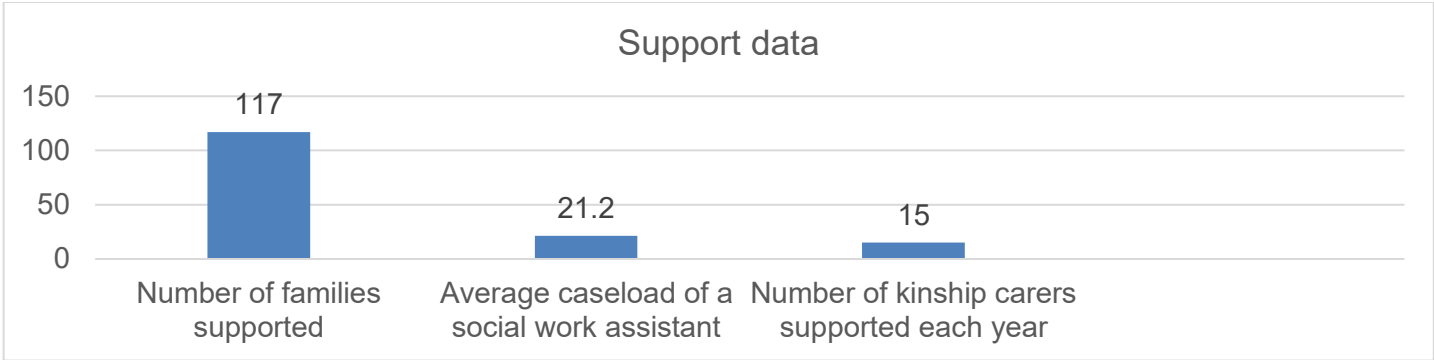 Support data
150
117
100
50
21.2
15
0
Number of families
supported
Average caseload of a
social work assistant
Number of kinship carers
supported each year